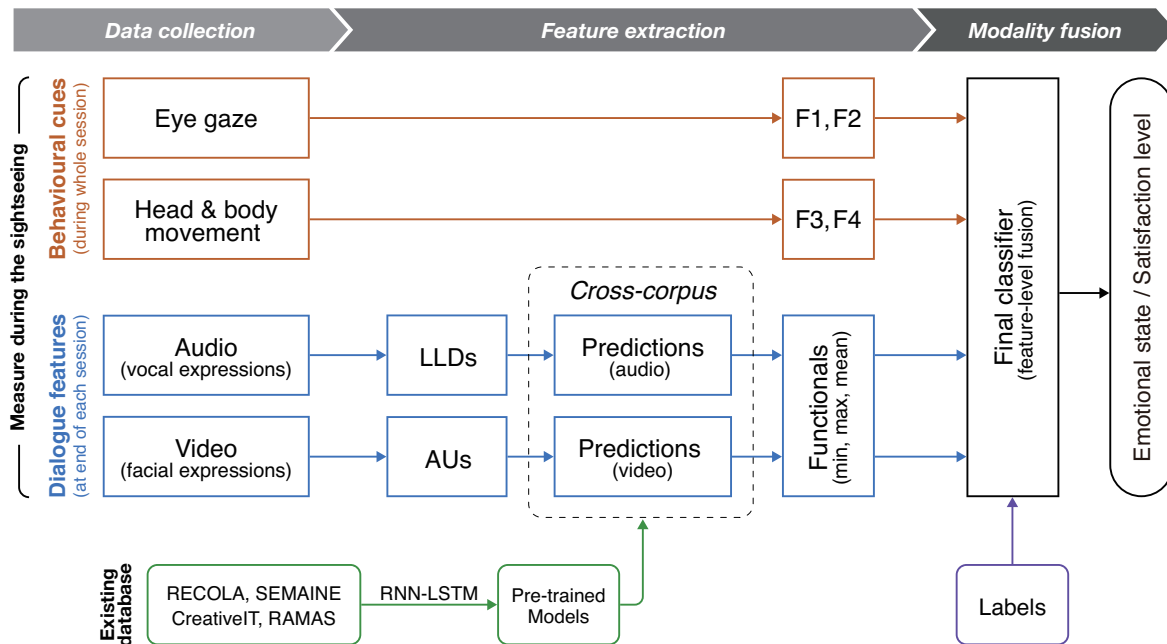 Data collection
Feature extraction
Modality fusion
Measure during the sightseeing
Behavioural cues
(during whole session)
Eye gaze
F1, F2
Head & body
movement
F3, F4
Dialogue features
(at end of each session)
Cross-corpus
Audio
(vocal expressions)
LLDs
Predictions
(audio)
Video
(facial expressions)
AUs
Predictions
(video)
Functionals
(min, max, mean)
Final classifier
(feature-level fusion)
Emotional state / Satisfaction level
Existing
database
RECOLA, SEMAINE
CreativeIT, RAMAS
RNN-LSTM
Pre-trained
Models
Labels